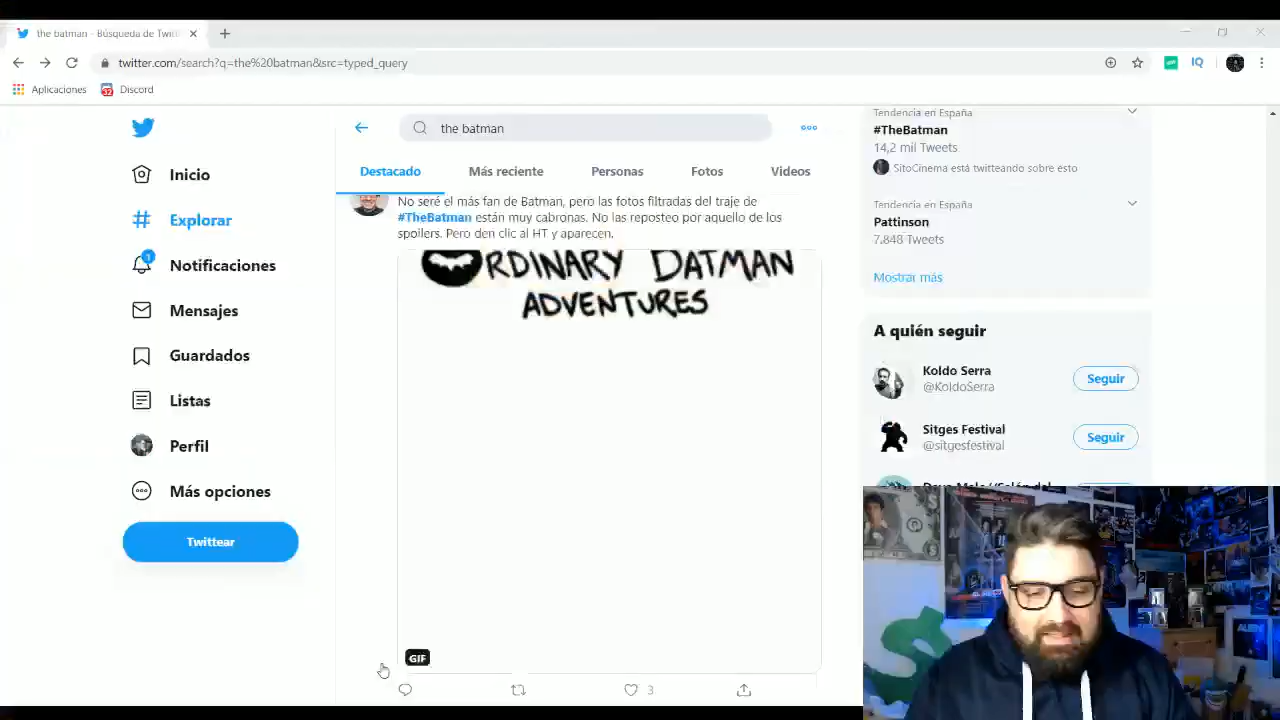 the batman - Búsqueda de Twitt
twitter.com/search?q=the%20batman&src=typed_query
IQ
Aplicaciones
32
Discord
Inicio
Explorar
1
Notificaciones
Mensajes
Guardados
Listas
Perfil
Más opciones
Twittear
the batman
Destacado
Más reciente
Personas
Fotos
Videos
No seré el más fan de Batman, pero las fotos filtradas del traje de
#TheBatman están muy cabronas. No las reposteo por aquello de los
spoilers. Pero den clic al HT y aparecen.
ADVENTURES
GIF
3
Tendencia en España
#TheBatman
14,2 mil Tweets
SitoCinema está twitteando sobre esto
Tendencia en España
Pattinson
7.848 Tweets
Mostrar más
A quién seguir
Koldo Serra
@KoldoSerra
Seguir
Sitges Festival
@sitgesfestival
Seguir
ALIEN